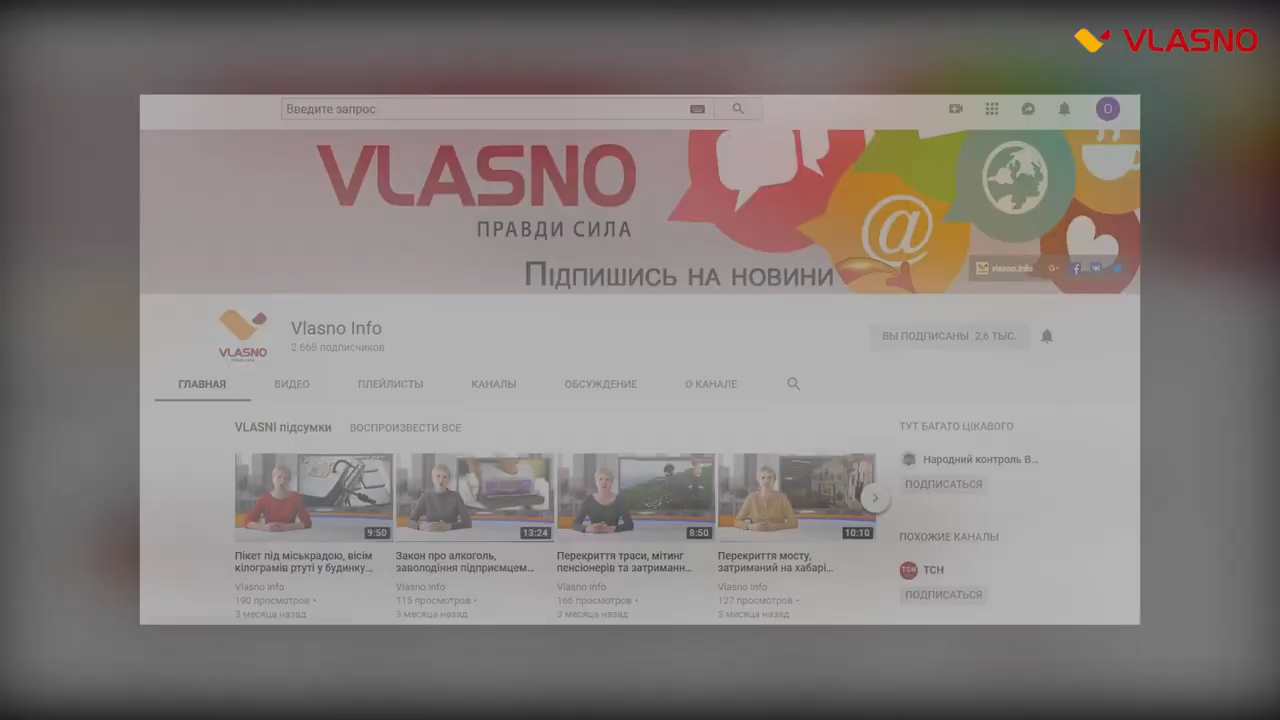 VLASNO
Введите запрос
О
VLASNO
ПРАВДИ СИЛА
Підпишись на новини
vlasno.info
VLASNO
Vlasno Info
2 668 подписчиков
ВЫ ПОДПИСАНЫ 2,6 ТЫС.
ГЛАВНАЯ ВИДЕО ПЛЕЙЛИСТЫ КАНАЛЫ ОБСУЖДЕНИЕ О КАНАЛЕ
VLASNI підсумки ВОСПРОИЗВЕСТИ ВСЕ
9:50 13:24 8:50 10:10
Пікет під міськрадою, вісім
кілограмів ртуті у будинку...
Vlasno Info
190 просмотров •
3 месяца назад
Закон про алкоголь,
заволодіння підприємцем...
Vlasno Info
115 просмотров •
3 месяца назад
Перекриття траси, мітинг
пенсіонерів та затриманн...
Vlasno Info
166 просмотров •
3 месяца назад
Перекриття мосту,
затриманий на хабарі...
Vlasno Info
127 просмотров •
3 месяца назад
ТУТ БАГАТО ЦІКАВОГО
Народний контроль В...
ПОДПИСАТЬСЯ
ПОХОЖИЕ КАНАЛЫ
ТСН
ТСН
ПОДПИСАТЬСЯ